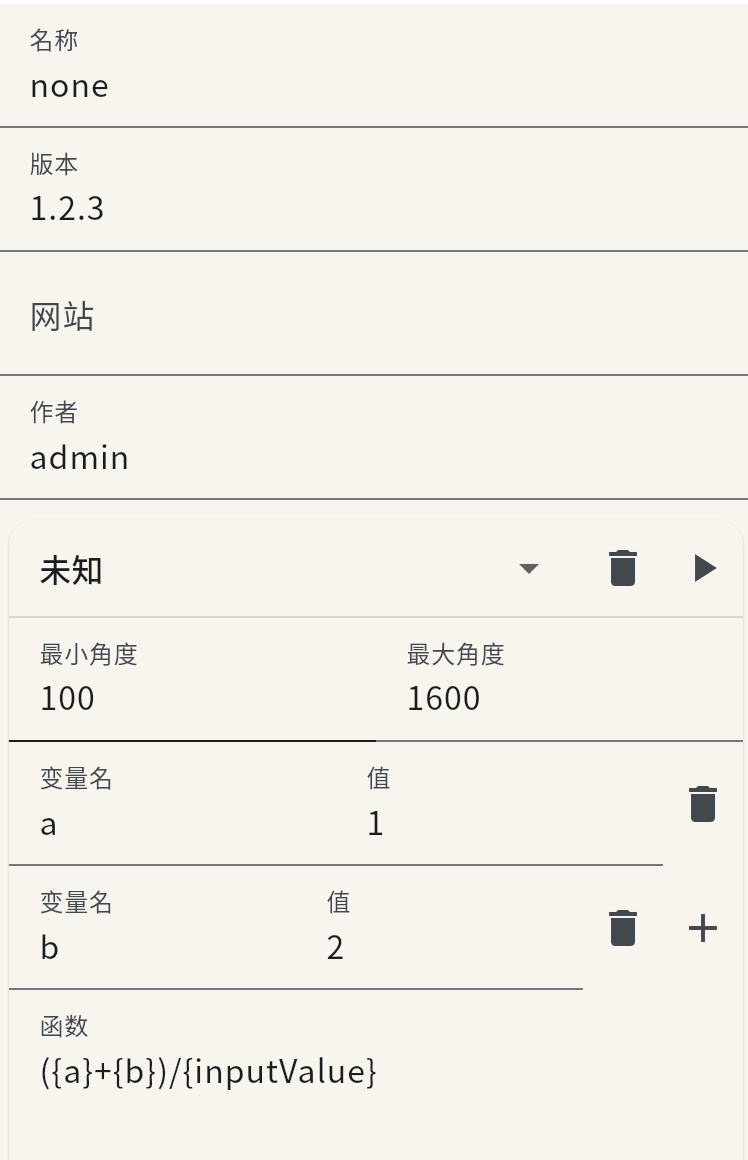 名称
none
版本
1.2.3
网站
作者
admin
未知
最小角度 最大角度
100 1600
变量名 值
a 1
变量名 值
b 2
函数
({a}+{b})/{inputValue}